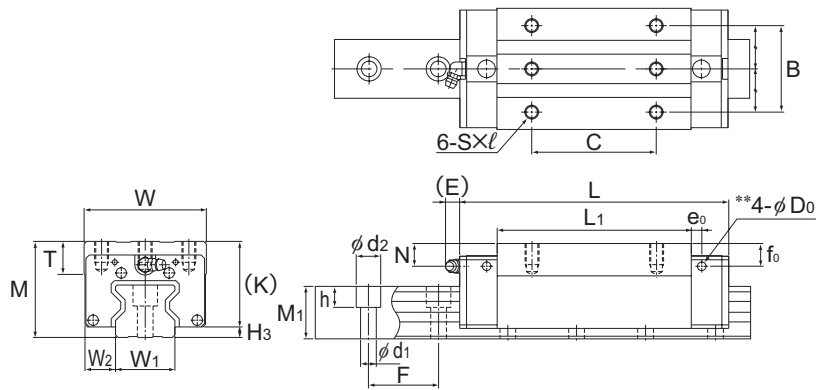 B
6-S×ℓ
C
W
(E)
L
L1
e0
**4-φD0
N
f0
φd2
T
M
(K)
h
M1
H3
W2
W1
φd1
F